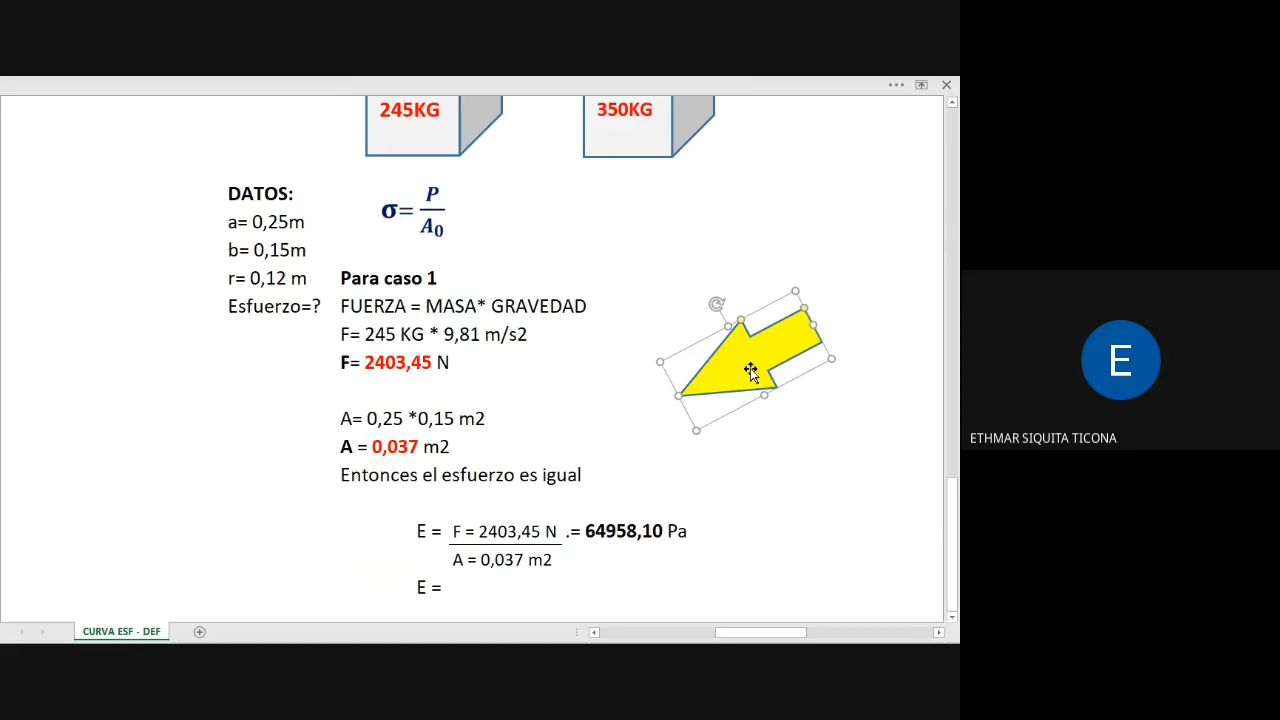 245KG
350KG
DATOS:
a= 0,25m
b= 0,15m
r= 0,12 m
Esfuerzo=?
σ= P / A₀
Para caso 1
FUERZA = MASA* GRAVEDAD
F= 245 KG * 9,81 m/s2
F= 2403,45 N
A= 0,25 *0,15 m2
A = 0,037 m2
Entonces el esfuerzo es igual
E = F = 2403,45 N .= 64958,10 Pa
A = 0,037 m2
E =
CURVA ESF - DEF
E
ETHMAR SIQUITA TICONA